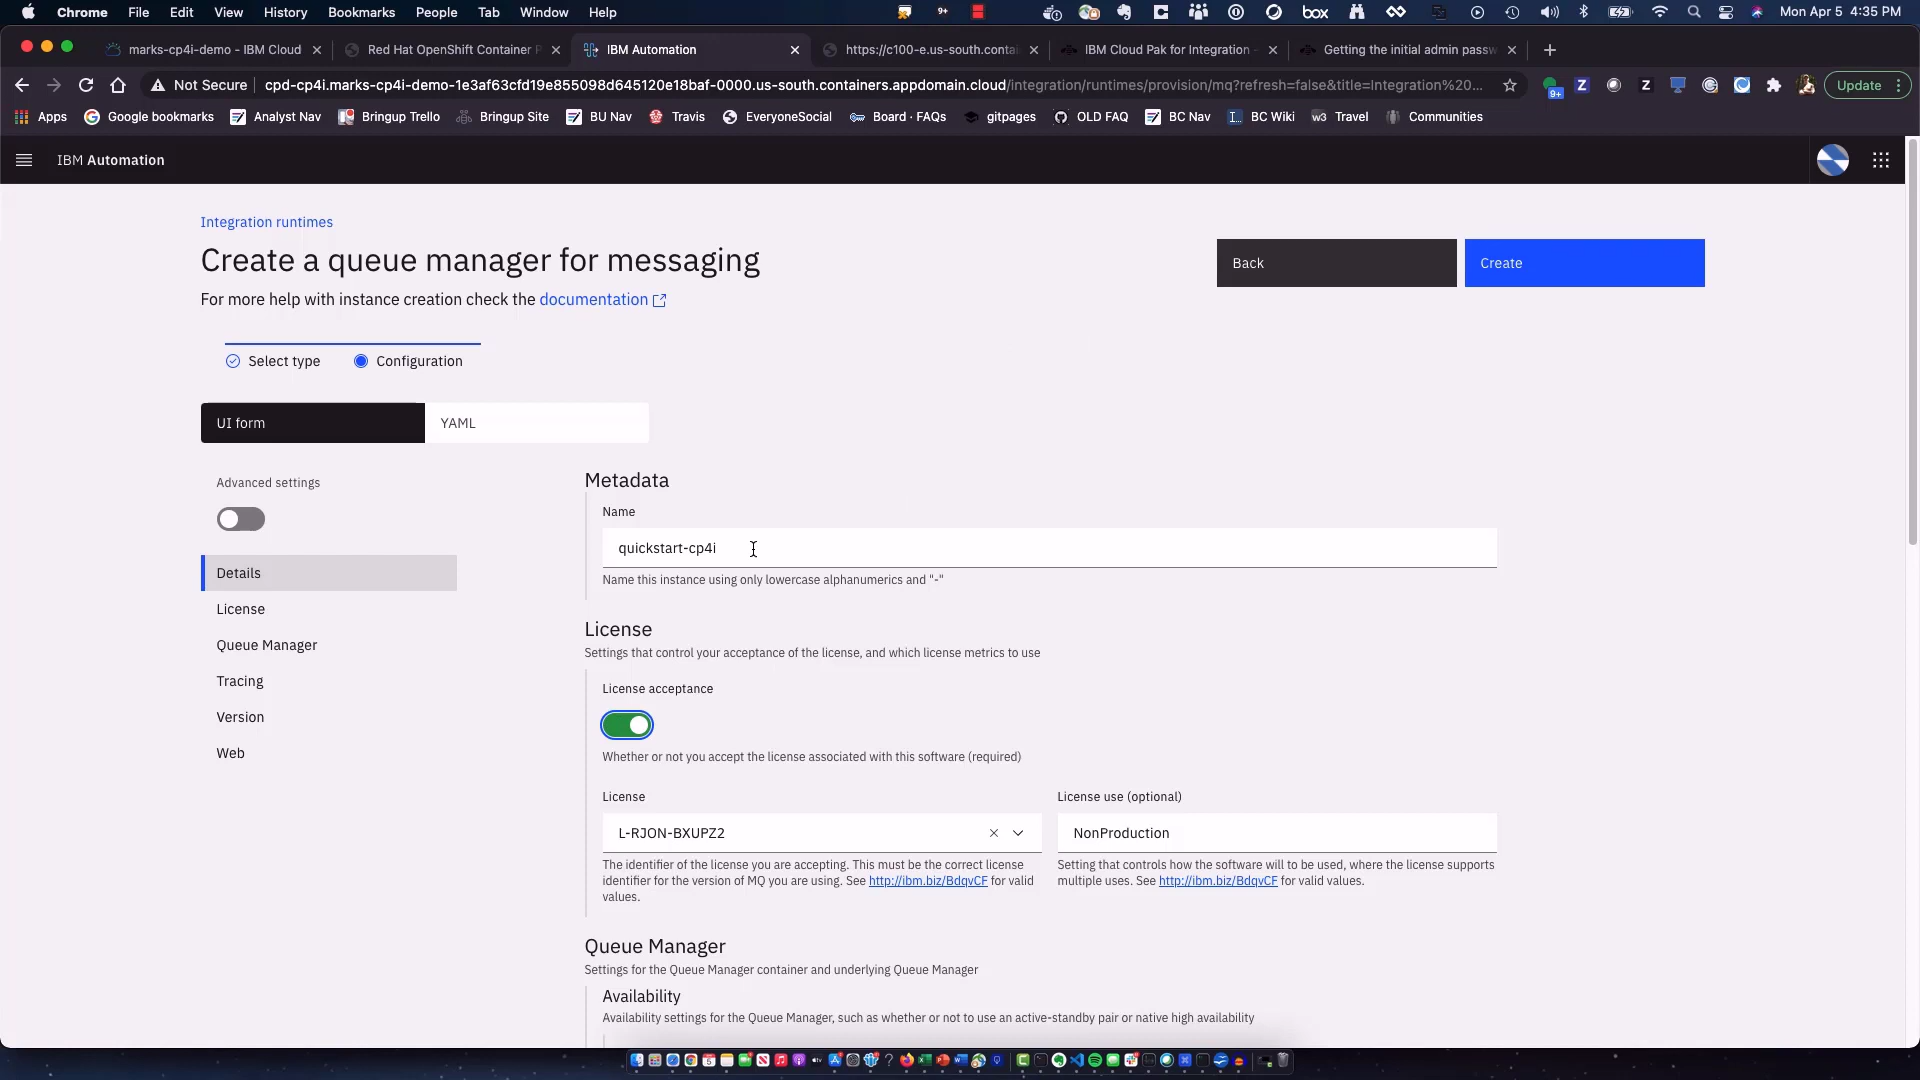 Chrome File Edit View History Bookmarks People Tab Window Help 9+ box Mon Apr 5 4:35 PM
marks-cp4i-demo - IBM Cloud Red Hat OpenShift Container P IBM Automation https://c100-e.us-south.contai IBM Cloud Pak for Integration - Getting the initial admin passw
Not Secure cpd-cp4i.marks-cp4i-demo-1e3af63cfd19e855098d645120e18baf-0000.us-south.containers.appdomain.cloud/integration/runtimes/provision/mq?refresh=false&title=Integration%20... 9+ Update
Apps Google bookmarks Analyst Nav Bringup Trello Bringup Site BU Nav Travis EveryoneSocial Board · FAQs gitpages OLD FAQ BC Nav BC Wiki w3 Travel Communities
IBM Automation
Integration runtimes
Create a queue manager for messaging
Back
Create
For more help with instance creation check the documentation
Select type
Configuration
UI form
YAML
Advanced settings
Details
License
Queue Manager
Tracing
Version
Web
Metadata
Name
quickstart-cp4i
Name this instance using only lowercase alphanumerics and "-"
License
Settings that control your acceptance of the license, and which license metrics to use
License acceptance
Whether or not you accept the license associated with this software (required)
License
L-RJON-BXUPZ2
The identifier of the license you are accepting. This must be the correct license
identifier for the version of MQ you are using. See http://ibm.biz/BdqvCF for valid
values.
License use (optional)
NonProduction
Setting that controls how the software will to be used, where the license supports
multiple uses. See http://ibm.biz/BdqvCF for valid values.
Queue Manager
Settings for the Queue Manager container and underlying Queue Manager
Availability
Availability settings for the Queue Manager, such as whether or not to use an active-standby pair or native high availability